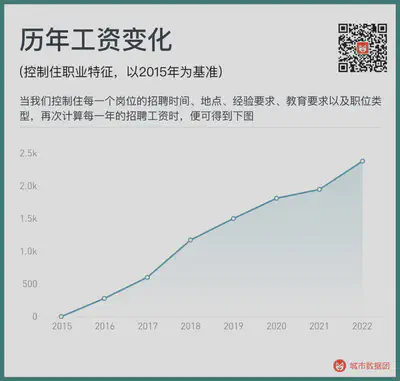 历年工资变化
(控制住职业特征，以2015年为基准)
当我们控制住每一个岗位的招聘时间、地点、经验要求、教育要求以及职位类
型，再次计算每一年的招聘工资时，便可得到下图
2.5k
2.0k
1.5k
1.0k
500
0
2015 2016 2017 2018 2019 2020 2021 2022
城市数据团